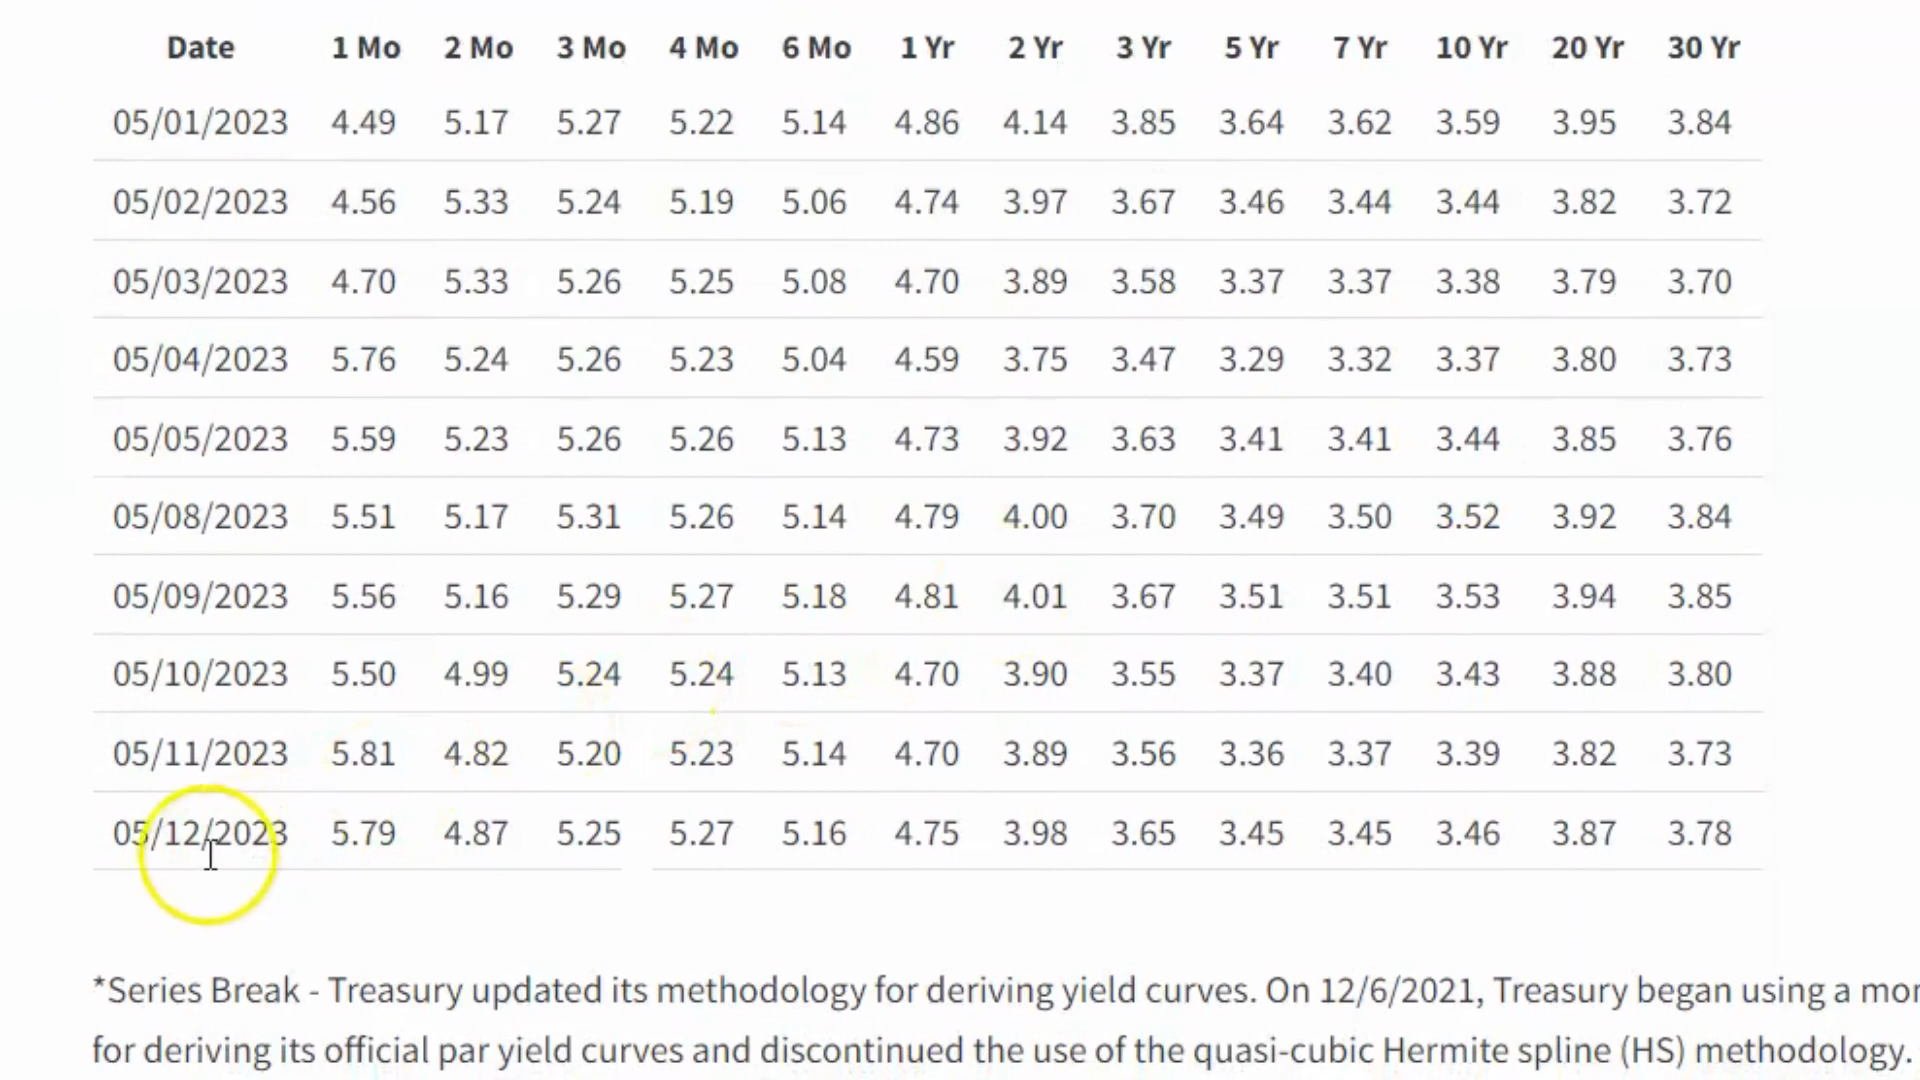 Date 1 Mo 2 Mo 3 Mo 4 Mo 6 Mo 1 Yr 2 Yr 3 Yr 5 Yr 7 Yr 10 Yr 20 Yr 30 Yr
05/01/2023 4.49 5.17 5.27 5.22 5.14 4.86 4.14 3.85 3.64 3.62 3.59 3.95 3.84
05/02/2023 4.56 5.33 5.24 5.19 5.06 4.74 3.97 3.67 3.46 3.44 3.44 3.82 3.72
05/03/2023 4.70 5.33 5.26 5.25 5.08 4.70 3.89 3.58 3.37 3.37 3.38 3.79 3.70
05/04/2023 5.76 5.24 5.26 5.23 5.04 4.59 3.75 3.47 3.29 3.32 3.37 3.80 3.73
05/05/2023 5.59 5.23 5.26 5.26 5.13 4.73 3.92 3.63 3.41 3.41 3.44 3.85 3.76
05/08/2023 5.51 5.17 5.31 5.26 5.14 4.79 4.00 3.70 3.49 3.50 3.52 3.92 3.84
05/09/2023 5.56 5.16 5.29 5.27 5.18 4.81 4.01 3.67 3.51 3.51 3.53 3.94 3.85
05/10/2023 5.50 4.99 5.24 5.24 5.13 4.70 3.90 3.55 3.37 3.40 3.43 3.88 3.80
05/11/2023 5.81 4.82 5.20 5.23 5.14 4.70 3.89 3.56 3.36 3.37 3.39 3.82 3.73
05/12/2023 5.79 4.87 5.25 5.27 5.16 4.75 3.98 3.65 3.45 3.45 3.46 3.87 3.78
*Series Break - Treasury updated its methodology for deriving yield curves. On 12/6/2021, Treasury began using a mor
for deriving its official par yield curves and discontinued the use of the quasi-cubic Hermite spline (HS) methodology.